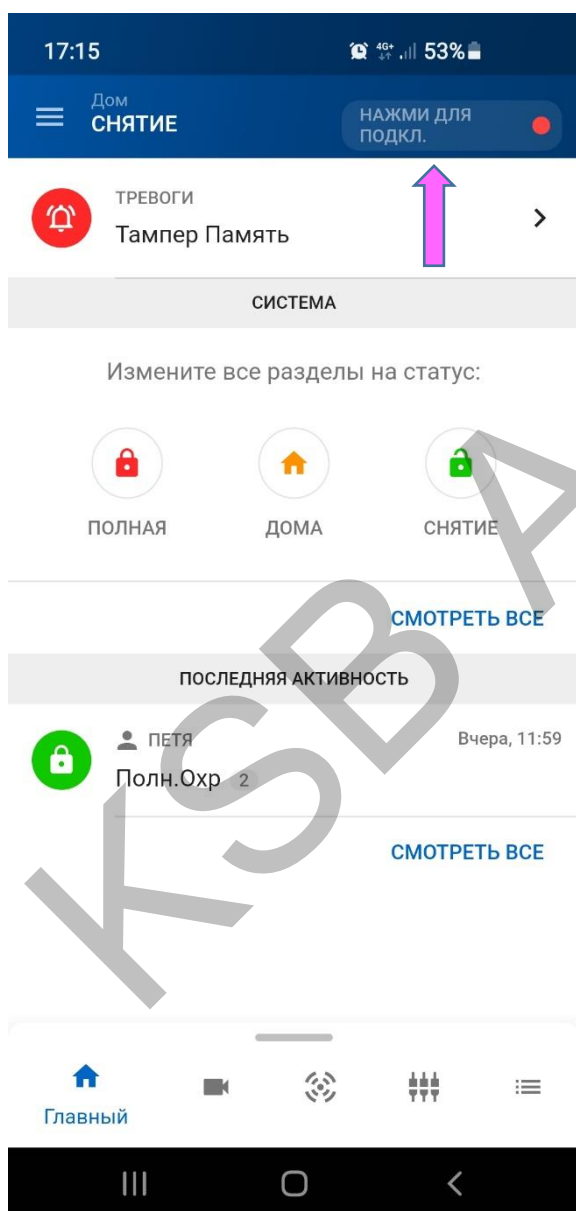 17:15
4G+ 53%
Дом
СНЯТИЕ
НАЖМИ ДЛЯ
ПОДКЛ.
ТРЕВОГИ
Тампер Память
СИСТЕМА
Измените все разделы на статус:
ПОЛНАЯ ДОМА СНЯТИЕ
СМОТРЕТЬ ВСЕ
ПОСЛЕДНЯЯ АКТИВНОСТЬ
ПЕТЯ Вчера, 11:59
Полн.Охр 2
СМОТРЕТЬ ВСЕ
Главный
KSBA